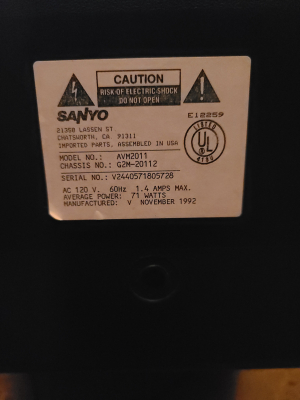 CAUTION
RISK OF ELECTRIC SHOCK
DO NOT OPEN
SANYO
E12259
21350 LASSEN ST.
CHATSWORTH, CA. 91311
IMPORTED PARTS, ASSEMBLED IN USA
UL
MODEL NO.: AVM2011
CHASSIS NO.: G2M-20112
SERIAL NO.: V2440571805728
AC 120 V. 60Hz 1.4 AMPS MAX.
AVERAGE POWER: 71 WATTS
MANUFACTURED: V NOVEMBER 1992